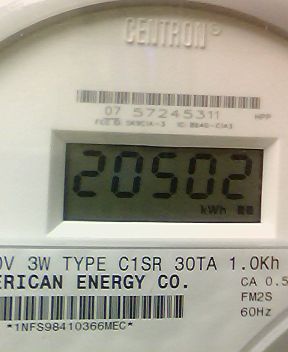 CENTRON®
07 57245311 HPP
20502
kWh
0V 3W TYPE C1SR 30TA 1.0Kh
ERICAN ENERGY CO.
CA 0.5
FM2S
60Hz
*1NFS98410366MEC*